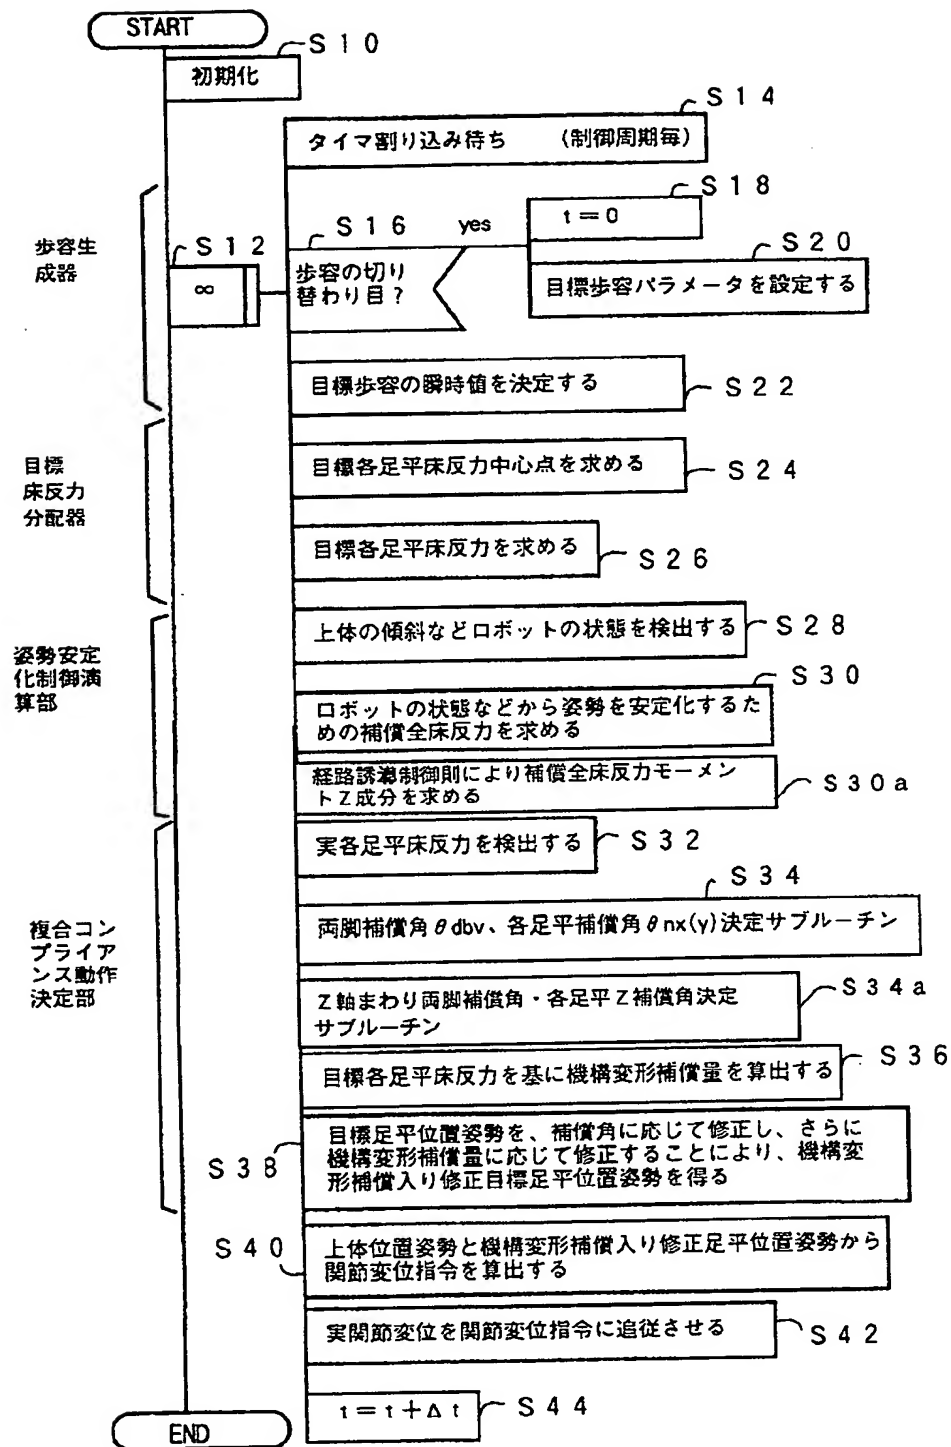 START
S10
初期化
S14
タイマ割り込み待ち (制御周期毎)
S18
t=0
S16
yes
歩容生
成器
S12
∞
歩容の切り
替わり目?
S20
目標歩容パラメータを設定する
目標歩容の瞬時値を決定する
S22
目標
床反力
分配器
目標各足平床反力中心点を求める
S24
目標各足平床反力を求める
S26
姿勢安定
化制御演
算部
上体の傾斜などロボットの状態を検出する
S28
S30
ロボットの状態などから姿勢を安定化するた
めの補償全床反力を求める
経路誘導制御則により補償全床反力モーメン
トZ成分を求める
S30a
複合コン
プライア
ンス動作
決定部
実各足平床反力を検出する
S32
S34
両脚補償角θdbv、各足平補償角θnx(y)決定サブルーチン
Z軸まわり両脚補償角・各足平Z補償角決定
サブルーチン
S34a
S36
目標各足平床反力を基に機構変形補償量を算出する
S38
目標足平位置姿勢を、補償角に応じて修正し、さらに
機構変形補償量に応じて修正することにより、機構変
形補償入り修正目標足平位置姿勢を得る
S40
上体位置姿勢と機構変形補償入り修正足平位置姿勢から
関節変位指令を算出する
実関節変位を関節変位指令に追従させる
S42
t=t+Δt
S44
END